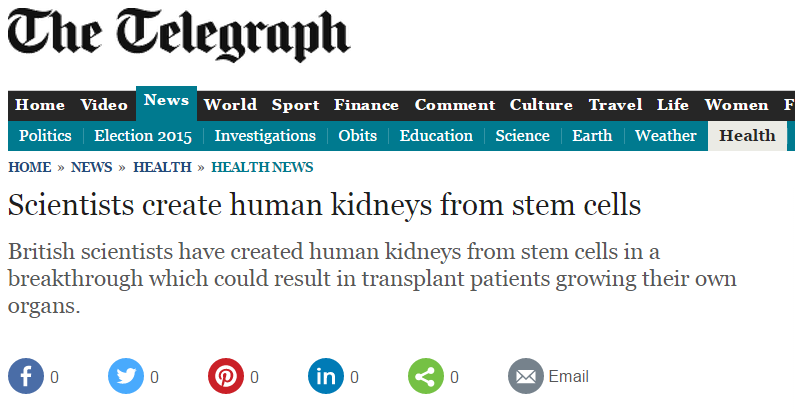 The Telegraph
Home Video News World Sport Finance Comment Culture Travel Life Women F
Politics Election 2015 Investigations Obits Education Science Earth Weather Health
HOME » NEWS » HEALTH » HEALTH NEWS
Scientists create human kidneys from stem cells
British scientists have created human kidneys from stem cells in a
breakthrough which could result in transplant patients growing their own
organs.
f 0 0 0 in 0 0 Email